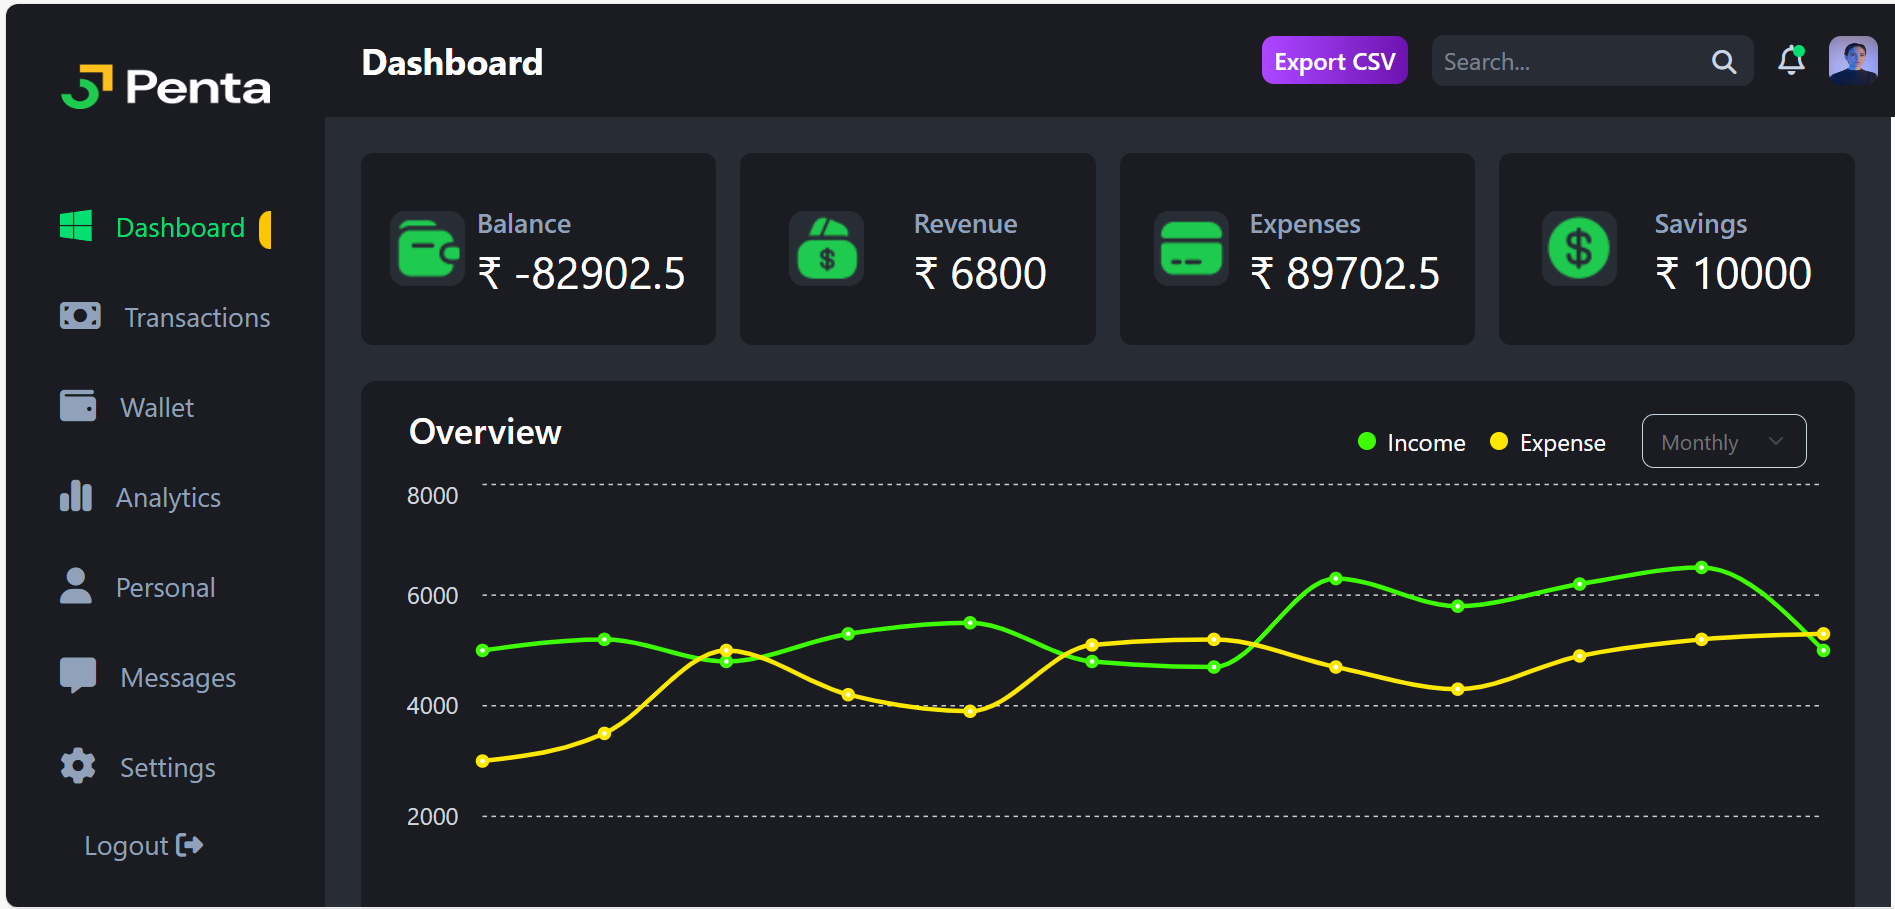 Penta
Dashboard
Export CSV
Search...
Dashboard
Transactions
Wallet
Analytics
Personal
Messages
Settings
Logout
Balance
₹ -82902.5
Revenue
₹ 6800
Expenses
₹ 89702.5
Savings
₹ 10000
Overview
Income
Expense
Monthly
8000
6000
4000
2000